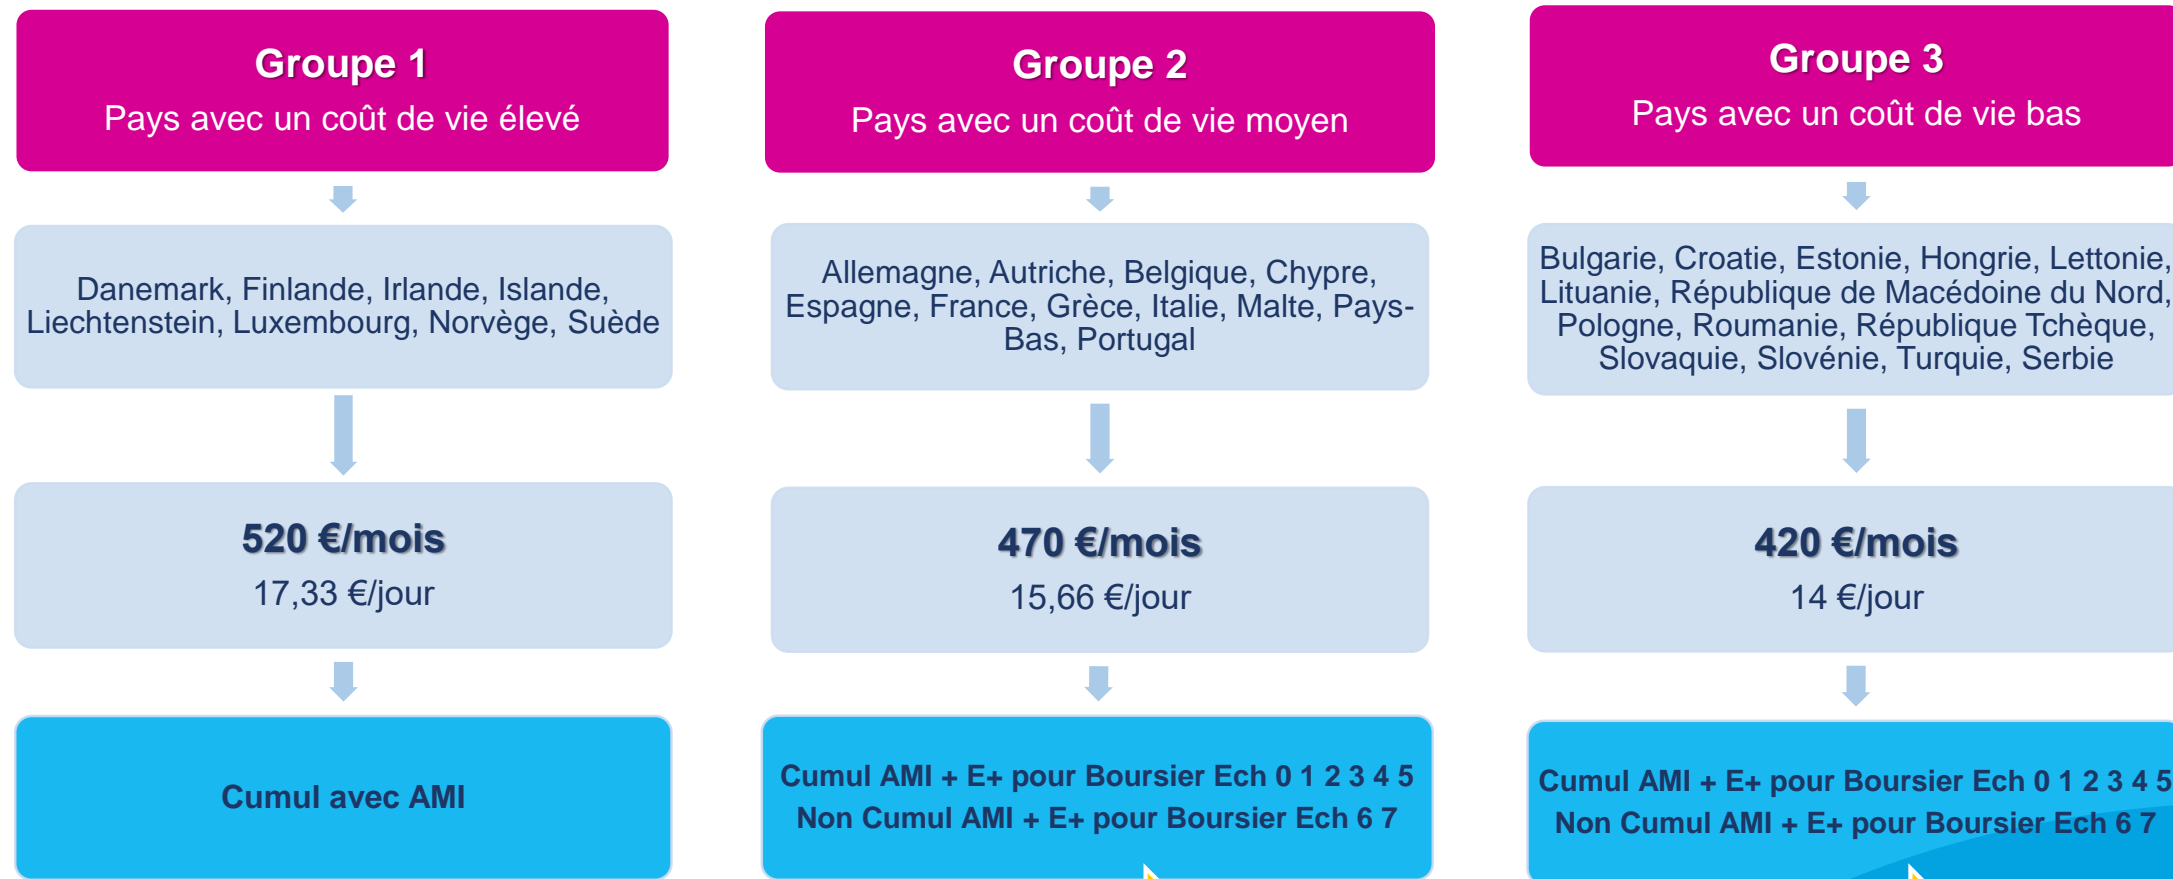 Groupe 1
Pays avec un coût de vie élevé
Danemark, Finlande, Irlande, Islande,
Liechtenstein, Luxembourg, Norvège, Suède
520 €/mois
17,33 €/jour
Cumul avec AMI
Groupe 2
Pays avec un coût de vie moyen
Allemagne, Autriche, Belgique, Chypre,
Espagne, France, Grèce, Italie, Malte, Pays-
Bas, Portugal
470 €/mois
15,66 €/jour
Cumul AMI + E+ pour Boursier Ech 0 1 2 3 4 5
Non Cumul AMI + E+ pour Boursier Ech 6 7
Groupe 3
Pays avec un coût de vie bas
Bulgarie, Croatie, Estonie, Hongrie, Lettonie,
Lituanie, République de Macédoine du Nord,
Pologne, Roumanie, République Tchèque,
Slovaquie, Slovénie, Turquie, Serbie
420 €/mois
14 €/jour
Cumul AMI + E+ pour Boursier Ech 0 1 2 3 4 5
Non Cumul AMI + E+ pour Boursier Ech 6 7